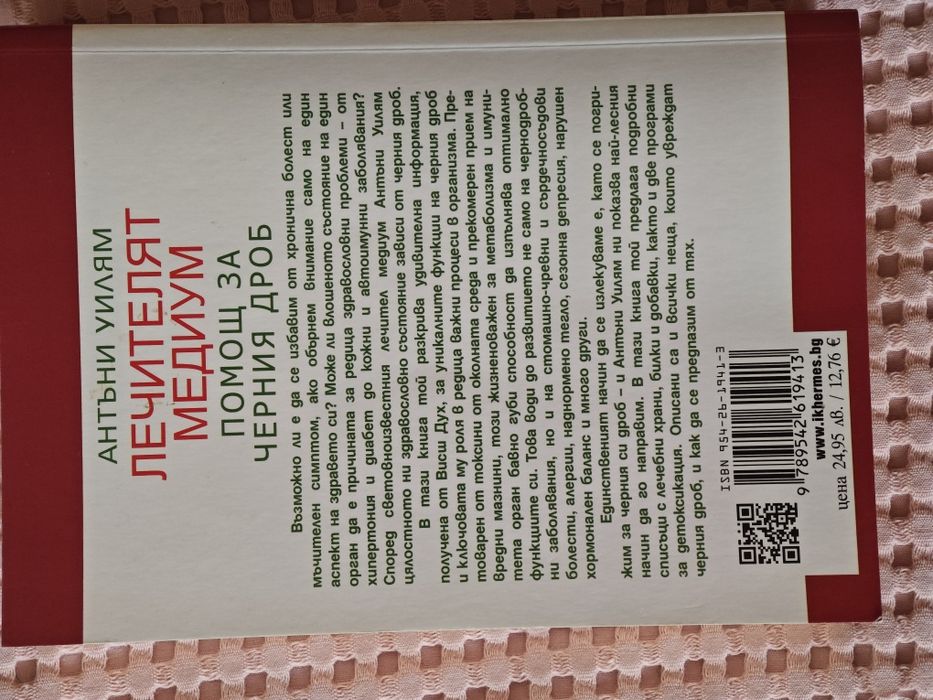 АНТЪНИ УИЛЯМ
ЛЕЧИТЕЛЯТ
МЕДИУМ
ПОМОЩ ЗА
ЧЕРНИЯ ДРОБ
Възможно ли е да се избавим от хронична болест или
мъчителен симптом, ако обърнем внимание само на един
аспект на здравето си? Може ли влошеното състояние на един
орган да е причината за редица здравословни проблеми – от
хипертония и диабет до кожни и автоимунни заболявания?
Според световноизвестния лечител медиум Антъни Уилям
цялостното ни здравословно състояние зависи от черния дроб.
В тази книга той разкрива удивителна информация,
получена от Висш Дух, за уникалните функции на черния дроб
и ключовата му роля в редица важни процеси в организма. Пре-
товарен от токсини от околната среда и прекомерен прием на
вредни мазнини, този жизненоважен за метаболизма и имуни-
тета орган бавно губи способност да изпълнява оптимално
функциите си. Това води до развитието не само на чернодроб-
ни заболявания, но и на стомашно-чревни и сърдечносъдови
болести, алергии, наднормено тегло, сезонна депресия, нарушен
хормонален баланс и много други.
Единственият начин да се излекуваме е, като се погри-
жим за черния си дроб – и Антъни Уилям ни показва най-лесния
начин да го направим. В тази книга той предлага подробни
списъци с лечебни храни, билки и добавки, както и две програми
за детоксикация. Описани са и всички неща, които увреждат
черния дроб, и как да се предпазим от тях.
ISBN 954-26-1941-3
9 789542 619413
www.ikhermes.bg
цена 24,95 лв. / 12,76 €